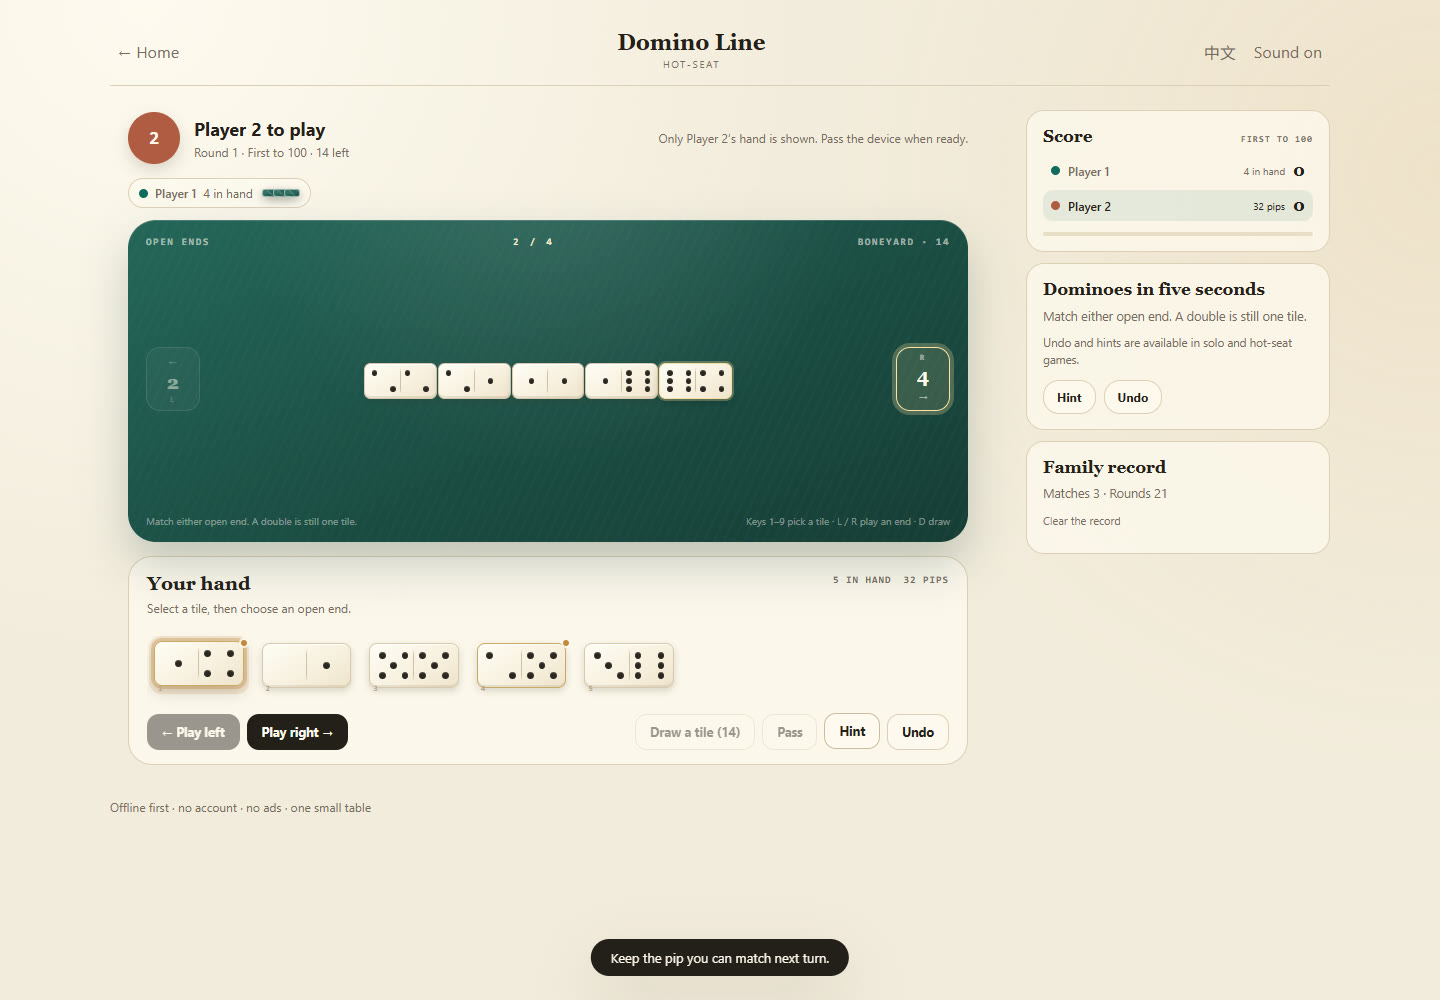 ← Home
Domino Line
HOT-SEAT
中文
Sound on
2
Player 2 to play
Round 1 · First to 100 · 14 left
Only Player 2's hand is shown. Pass the device when ready.
Player 1 4 in hand
OPEN ENDS
2 / 4
BONEYARD · 14
←
2
L
R
4
→
Match either open end. A double is still one tile.
Keys 1–9 pick a tile · L / R play an end · D draw
Your hand
5 IN HAND 32 PIPS
Select a tile, then choose an open end.
1
2
3
4
5
← Play left
Play right →
Draw a tile (14)
Pass
Hint
Undo
Score
FIRST TO 100
Player 1
4 in hand
0
Player 2
32 pips
0
Dominoes in five seconds
Match either open end. A double is still one tile.
Undo and hints are available in solo and hot-seat
games.
Hint
Undo
Family record
Matches 3 · Rounds 21
Clear the record
Offline first · no account · no ads · one small table
Keep the pip you can match next turn.